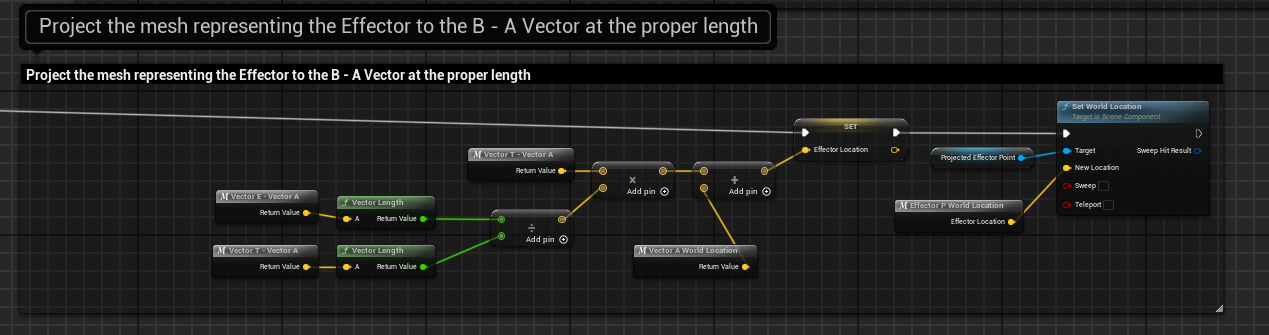 Project the mesh representing the Effector to the B - A Vector at the proper length
Project the mesh representing the Effector to the B - A Vector at the proper length
Set World Location
Target is Scene Component
SET
Effector Location
Projected Effector Point
Target
Sweep Hit Result
New Location
Sweep
Teleport
Vector T - Vector A
Return Value
×
Add pin
+
Add pin
Vector E - Vector A
Return Value
Vector Length
A
Return Value
÷
Add pin
Effector P World Location
Effector Location
Vector T - Vector A
Return Value
Vector Length
A
Return Value
Vector A World Location
Return Value